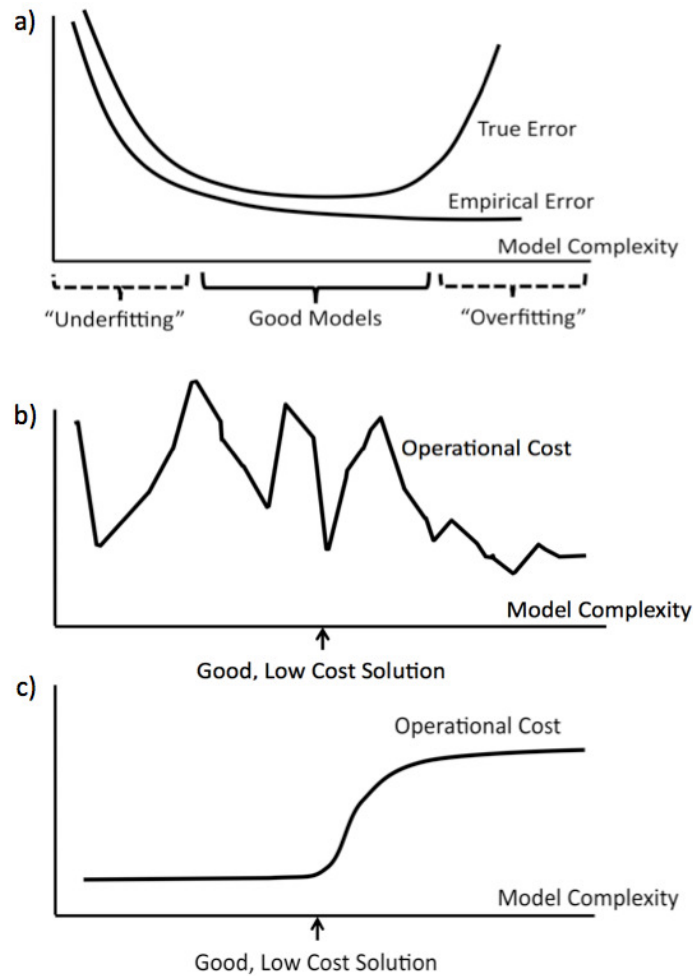 a)
True Error
Empirical Error
Model Complexity
“Underfitting”
Good Models
“Overfitting”
b)
Operational Cost
Model Complexity
Good, Low Cost Solution
c)
Operational Cost
Model Complexity
Good, Low Cost Solution